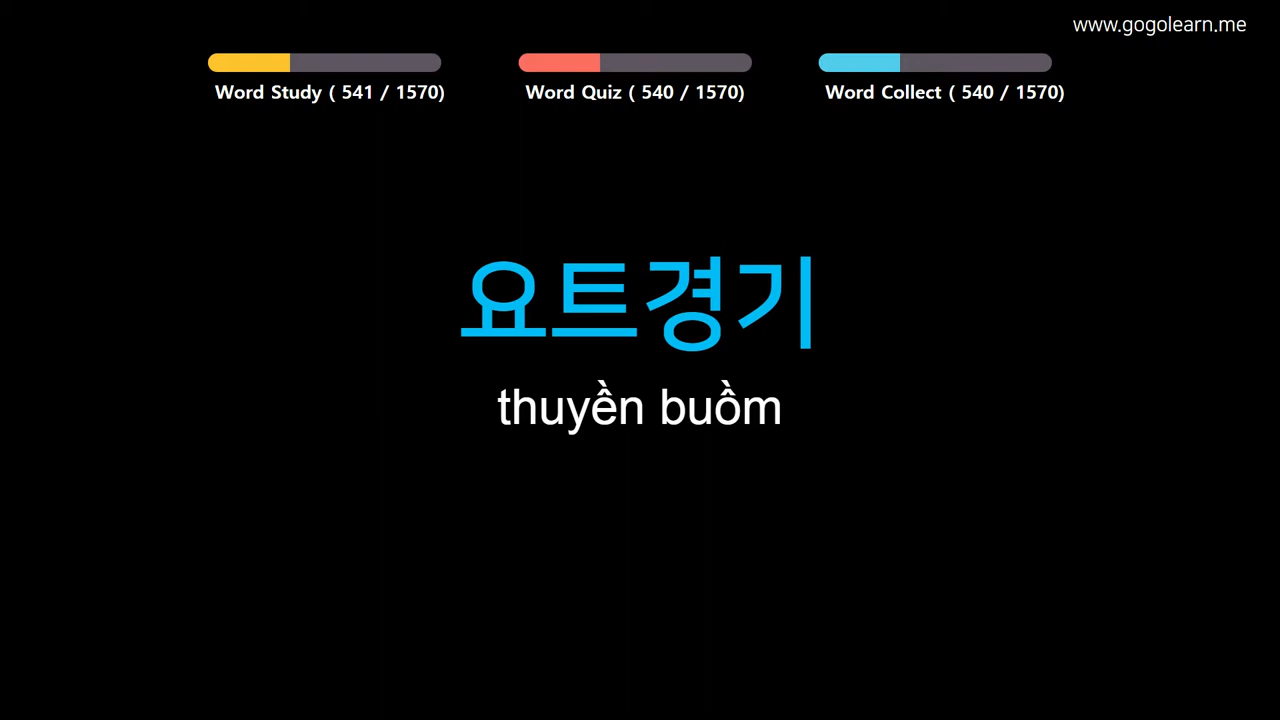 www.gogolearn.me
Word Study ( 541 / 1570)
Word Quiz ( 540 / 1570)
Word Collect ( 540 / 1570)
요트경기
thuyền buồm